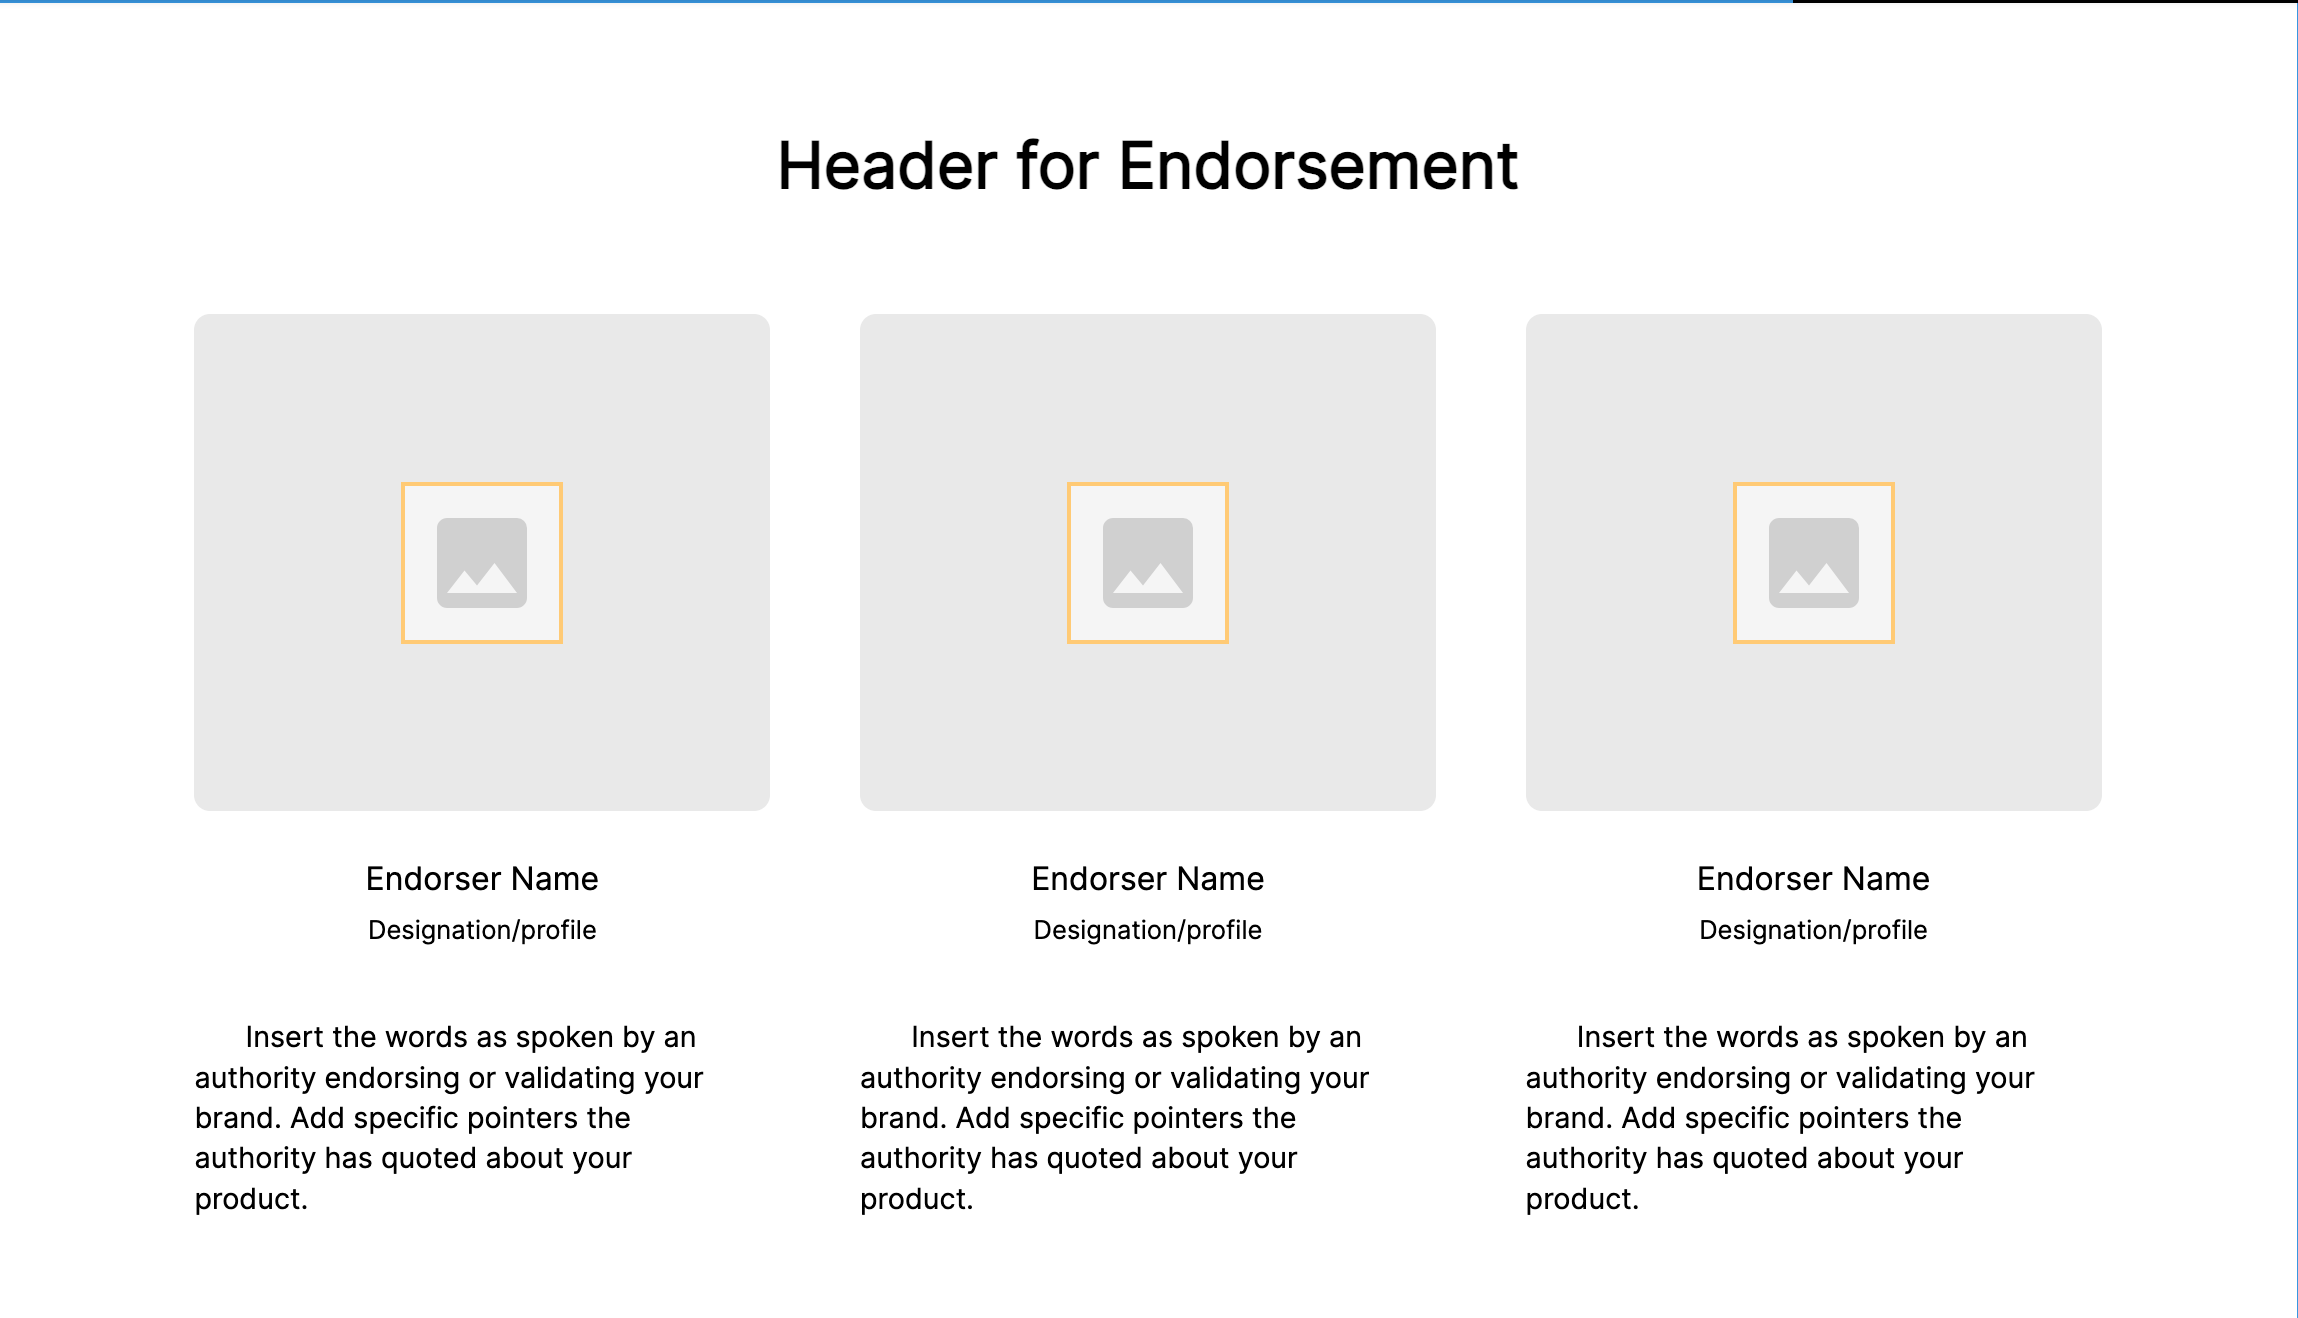 Header for Endorsement
Endorser Name
Designation/profile
Insert the words as spoken by an
authority endorsing or validating your
brand. Add specific pointers the
authority has quoted about your
product.
Endorser Name
Designation/profile
Insert the words as spoken by an
authority endorsing or validating your
brand. Add specific pointers the
authority has quoted about your
product.
Endorser Name
Designation/profile
Insert the words as spoken by an
authority endorsing or validating your
brand. Add specific pointers the
authority has quoted about your
product.